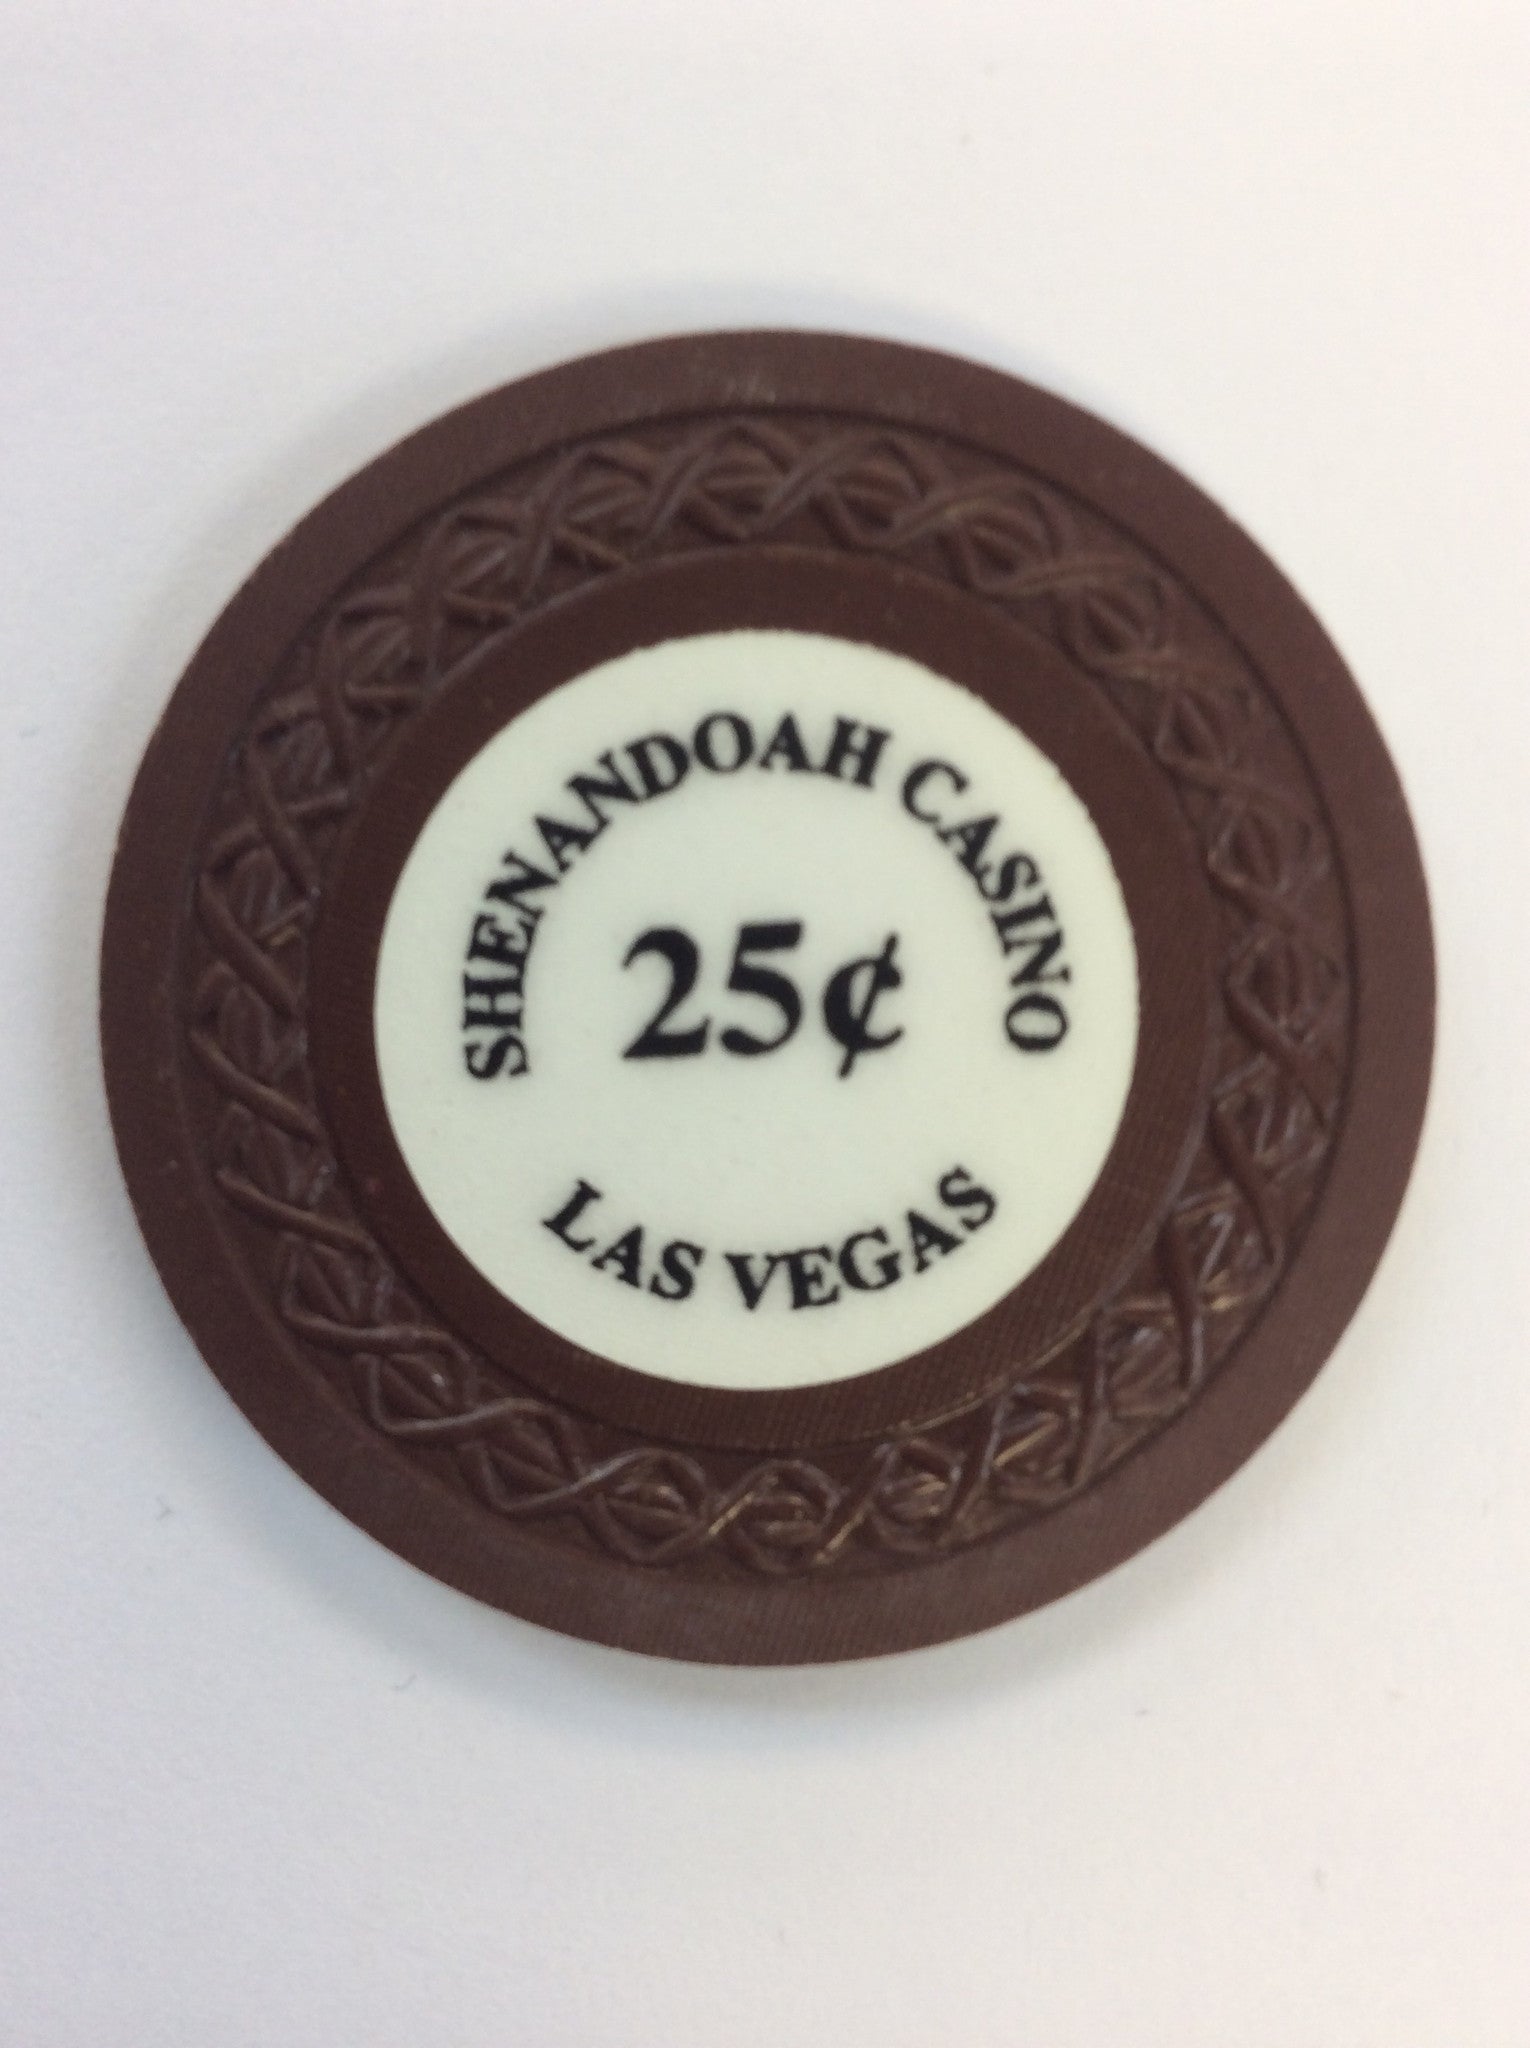 SHENANDOAH CASINO
25¢
LAS VEGAS